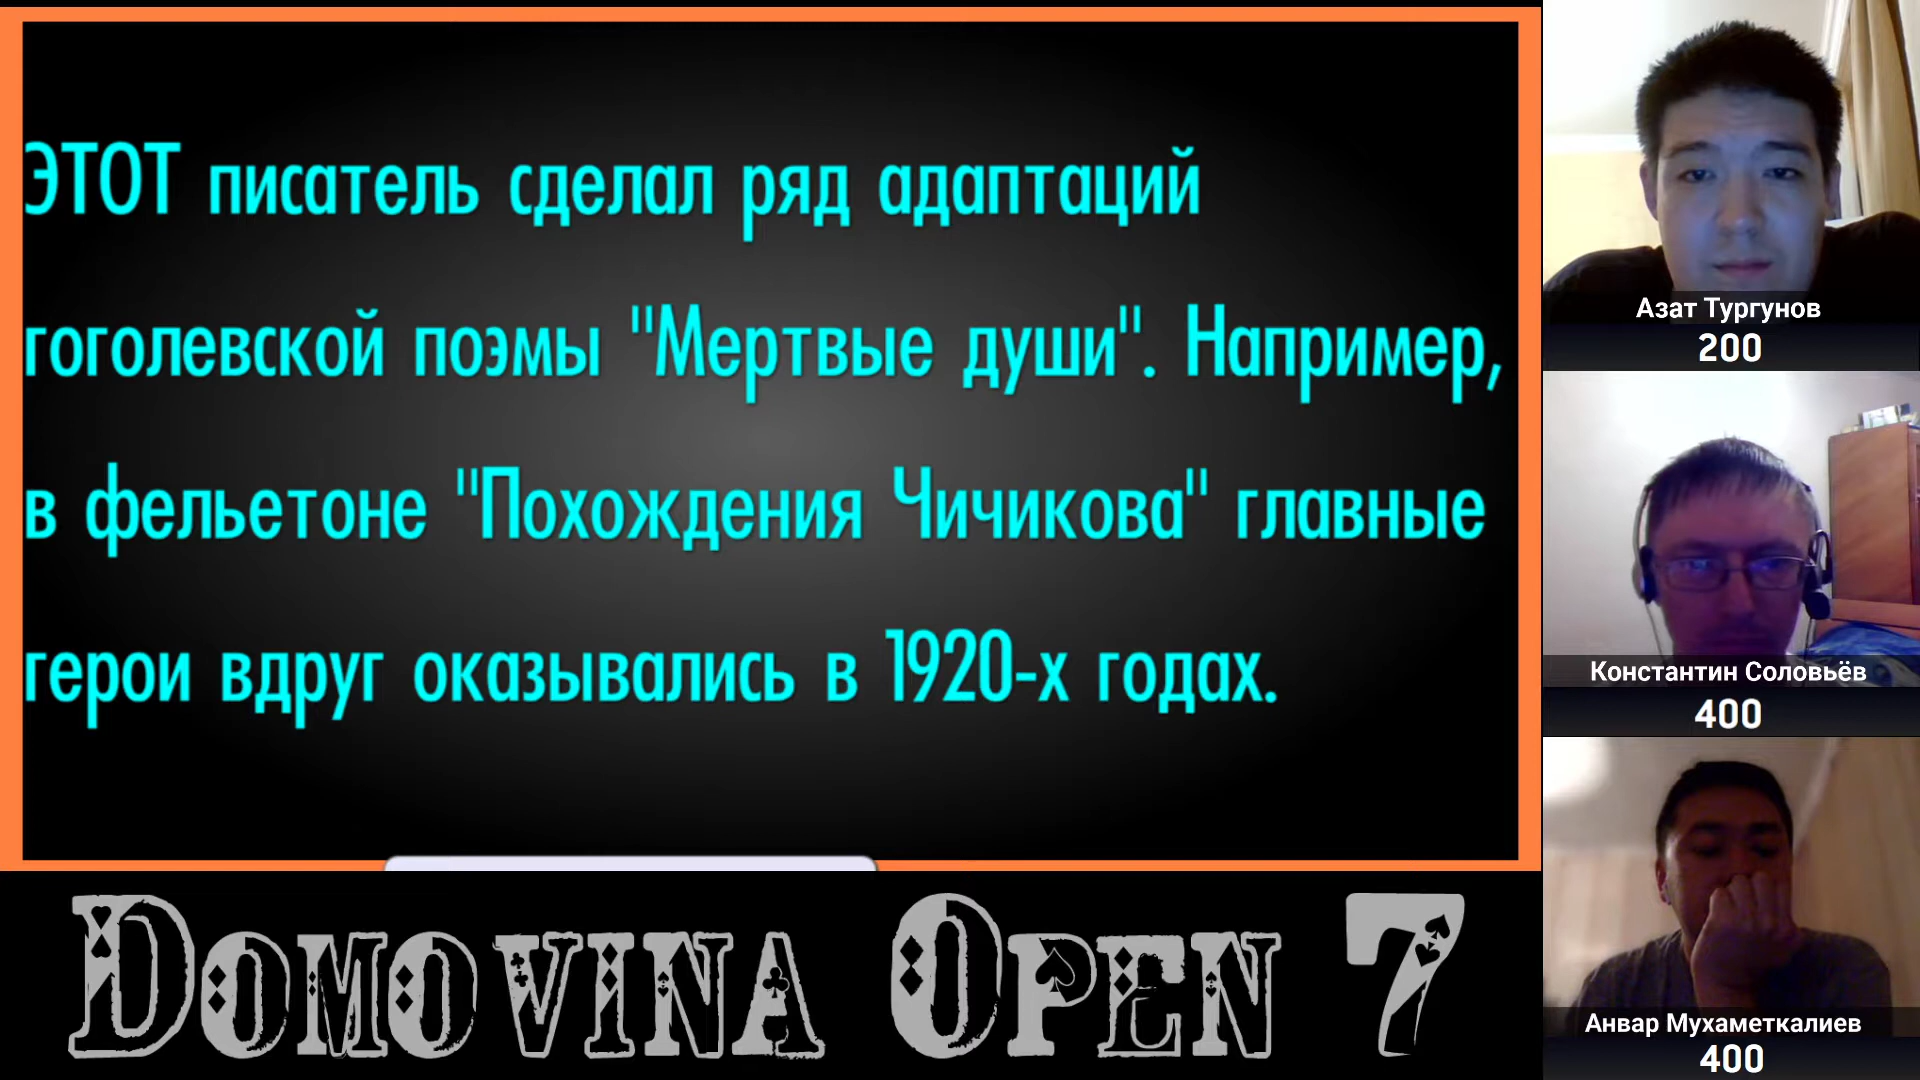 ЭТОТ писатель сделал ряд адаптаций
гоголевской поэмы "Мертвые души". Например,
в фельетоне "Похождения Чичикова" главные
герои вдруг оказывались в 1920-х годах.
DOMOVINA OPEN 7
Азат Тургунов
200
Константин Соловьёв
400
Анвар Мухаметкалиев
400